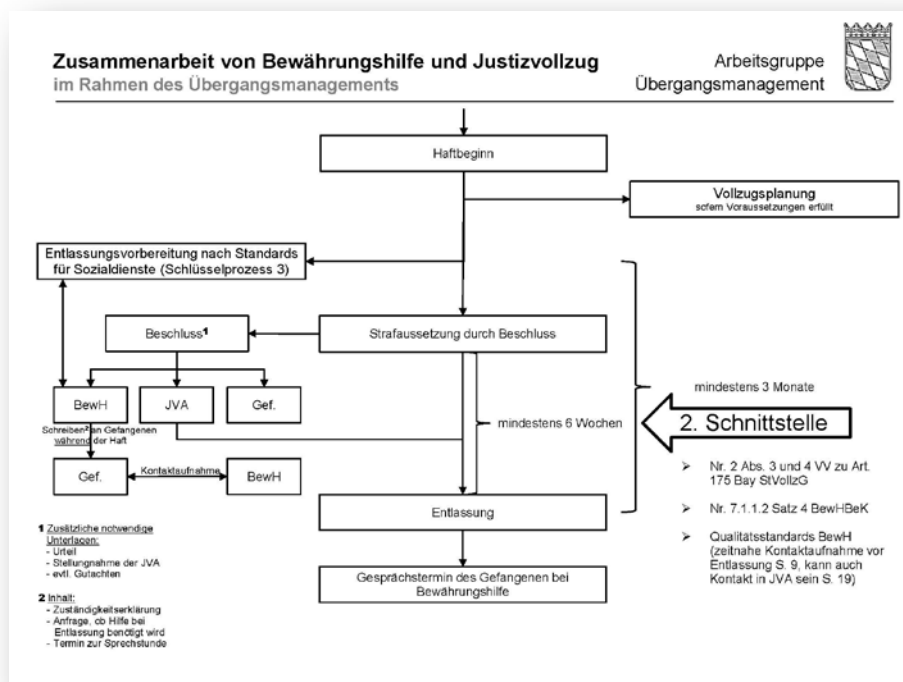 Zusammenarbeit von Bewährungshilfe und Justizvollzug
im Rahmen des Übergangsmanagements
Arbeitsgruppe
Übergangsmanagement
Haftbeginn
Vollzugsplanung
sofern Voraussetzungen erfüllt
Entlassungsvorbereitung nach Standards
für Sozialdienste (Schlüsselprozess 3)
Beschluss¹
Strafaussetzung durch Beschluss
mindestens 3 Monate
BewH
JVA
Gef.
mindestens 6 Wochen
2. Schnittstelle
Schreiben² an Gefangenen
während der Haft
Gef.
Kontaktaufnahme
BewH
➢ Nr. 2 Abs. 3 und 4 VV zu Art.
175 Bay StVollzG
➢ Nr. 7.1.1.2 Satz 4 BewHBeK
➢ Qualitätsstandards BewH
(zeitnahe Kontaktaufnahme vor
Entlassung S. 9, kann auch
Kontakt in JVA sein S. 19)
Entlassung
Gesprächstermin des Gefangenen bei
Bewährungshilfe
1 Zusätzliche notwendige
Unterlagen:
- Urteil
- Stellungnahme der JVA
- evtl. Gutachten
2 Inhalt:
- Zuständigkeitserklärung
- Anfrage, ob Hilfe bei
Entlassung benötigt wird
- Termin zur Sprechstunde